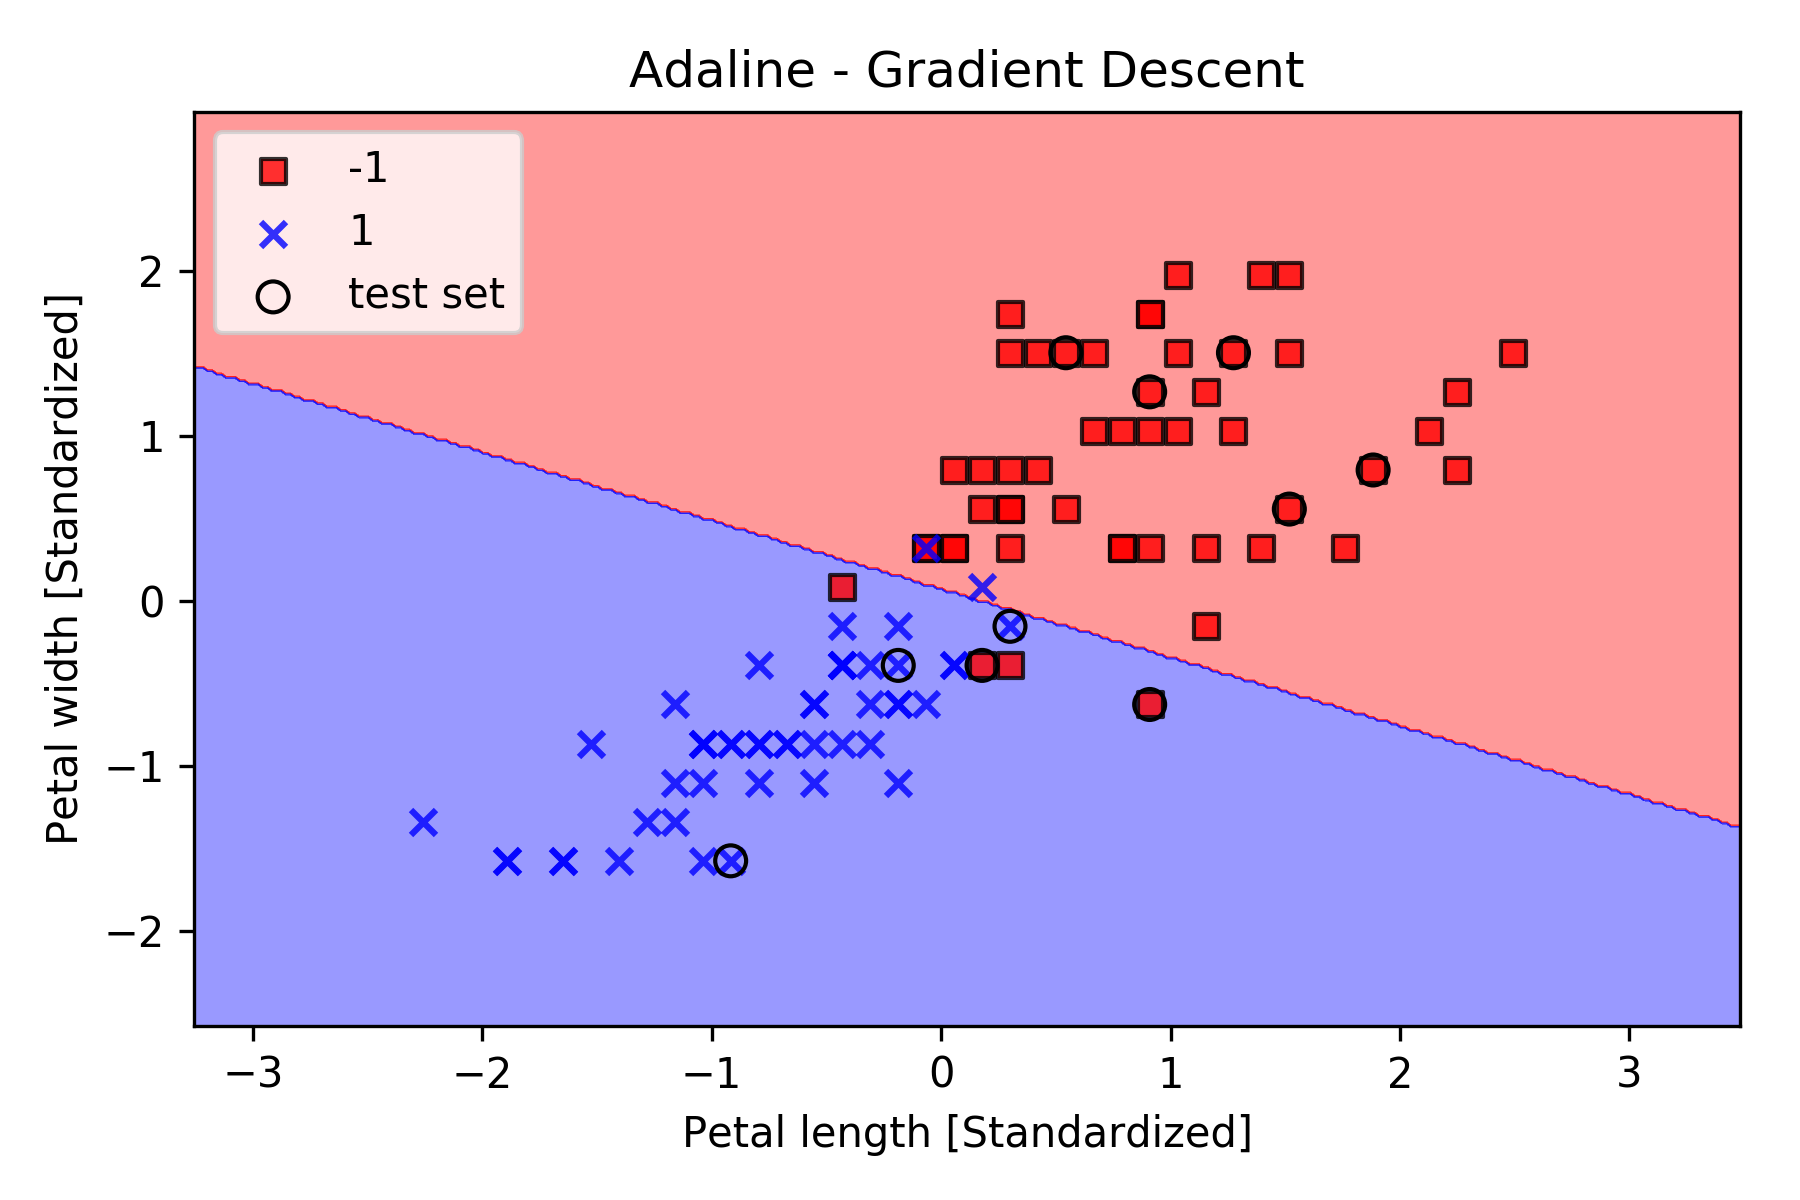 Adaline - Gradient Descent
-1
1
test set
Petal width [Standardized]
2
1
0
−1
−2
−3 −2 −1 0 1 2 3
Petal length [Standardized]